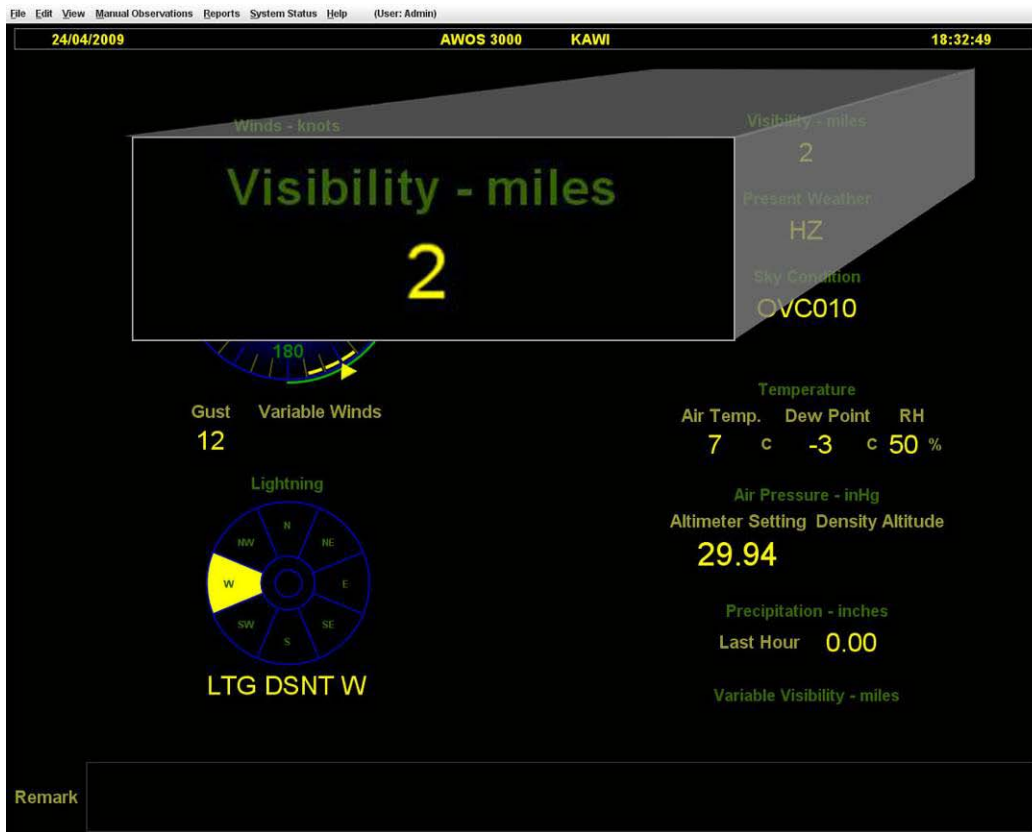 File Edit View Manual Observations Reports System Status Help (User: Admin)
24/04/2009 AWOS 3000 KAWI 18:32:49
Winds - knots
Visibility - miles
2
Visibility - miles
2
Present Weather
HZ
Sky Condition
OVC010
180
Gust Variable Winds
12
Lightning
N
NW NE
W E
SW SE
S
LTG DSNT W
Temperature
Air Temp. Dew Point RH
7 C -3 C 50 %
Air Pressure - inHg
Altimeter Setting Density Altitude
29.94
Precipitation - inches
Last Hour 0.00
Variable Visibility - miles
Remark